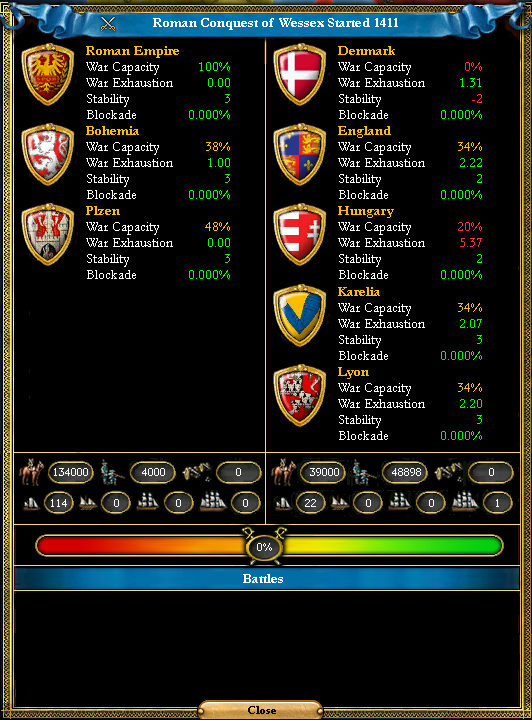 Roman Conquest of Wessex Started 1411
Roman Empire
War Capacity 100%
War Exhaustion 0.00
Stability 3
Blockade 0.000%
Bohemia
War Capacity 38%
War Exhaustion 1.00
Stability 3
Blockade 0.000%
Plzen
War Capacity 48%
War Exhaustion 0.00
Stability 3
Blockade 0.000%
Denmark
War Capacity 0%
War Exhaustion 1.31
Stability -2
Blockade 0.000%
England
War Capacity 34%
War Exhaustion 2.22
Stability 2
Blockade 0.000%
Hungary
War Capacity 20%
War Exhaustion 5.37
Stability 2
Blockade 0.000%
Karelia
War Capacity 34%
War Exhaustion 2.07
Stability 3
Blockade 0.000%
Lyon
War Capacity 34%
War Exhaustion 2.20
Stability 3
Blockade 0.000%
134000 4000 0
114 0 0 0
39000 48898 0
22 0 0 1
0%
Battles
Close